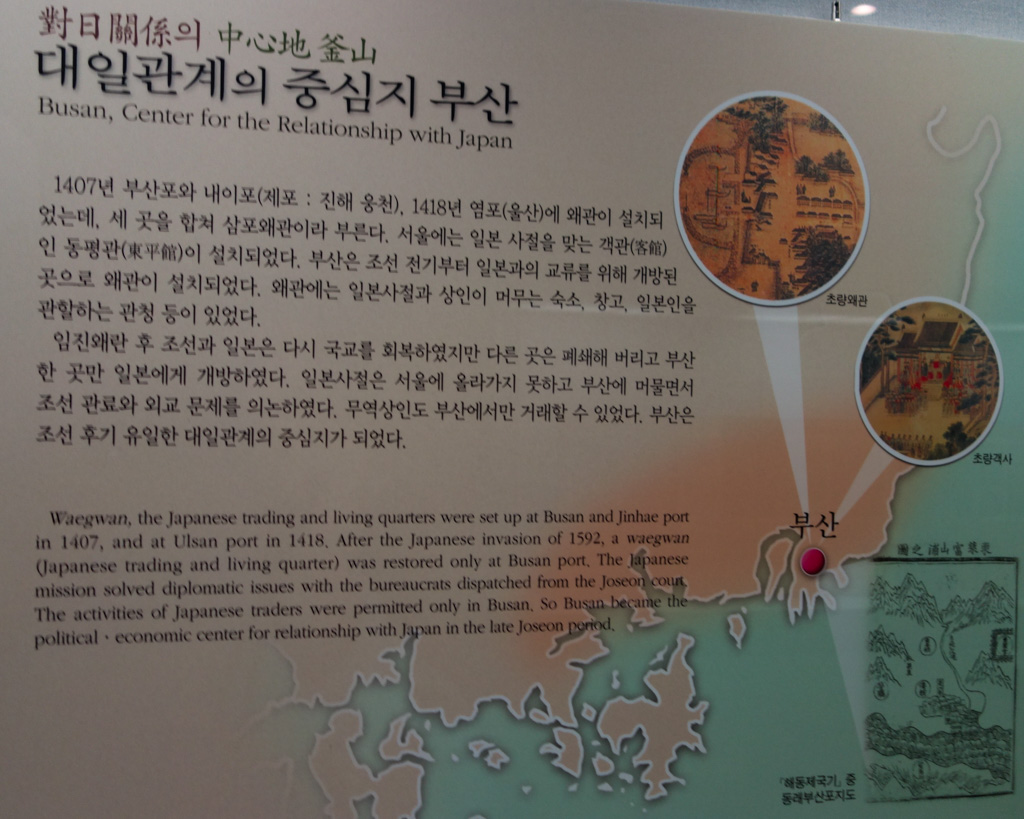 對日關係의 中心地 釜山
대일관계의 중심지 부산
Busan, Center for the Relationship with Japan
1407년 부산포와 내이포(제포 : 진해 웅천), 1418년 염포(울산)에 왜관이 설치되
었는데, 세 곳을 합쳐 삼포왜관이라 부른다. 서울에는 일본 사절을 맞는 객관(客館)
인 동평관(東平館)이 설치되었다. 부산은 조선 전기부터 일본과의 교류를 위해 개방된
곳으로 왜관이 설치되었다. 왜관에는 일본사절과 상인이 머무는 숙소, 창고, 일본인을
관할하는 관청 등이 있었다.
임진왜란 후 조선과 일본은 다시 국교를 회복하였지만 다른 곳은 폐쇄해 버리고 부산
한 곳만 일본에게 개방하였다. 일본사절은 서울에 올라가지 못하고 부산에 머물면서
조선 관료와 외교 문제를 의논하였다. 무역상인도 부산에서만 거래할 수 있었다. 부산은
조선 후기 유일한 대일관계의 중심지가 되었다.
Waegwan, the Japanese trading and living quarters were set up at Busan and Jinhae port
in 1407, and at Ulsan port in 1418. After the Japanese invasion of 1592, a waegwan
(Japanese trading and living quarter) was restored only at Busan port. The Japanese
mission solved diplomatic issues with the bureaucrats dispatched from the Joseon court.
The activities of Japanese traders were permitted only in Busan. So Busan became the
political · economic center for relationship with Japan in the late Joseon period.
초량왜관
초량객사
부산
圖之浦山富萊東
『해동제국기』 중
동래부산포지도